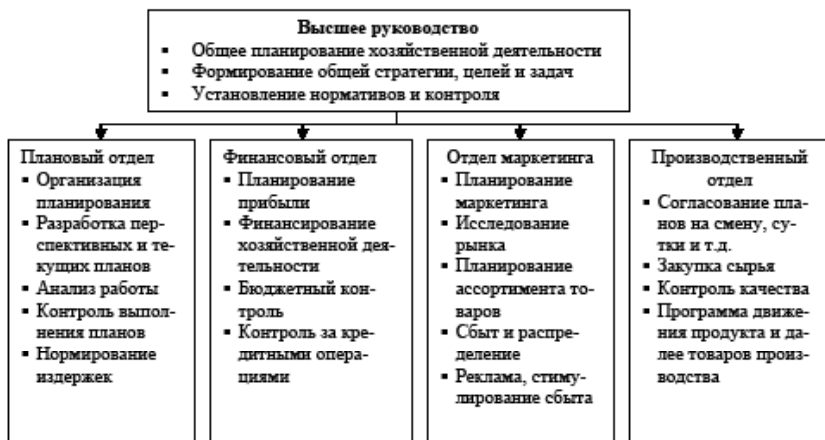 Высшее руководство
▪ Общее планирование хозяйственной деятельности
▪ Формирование общей стратегии, целей и задач
▪ Установление нормативов и контроля
Плановый отдел
▪ Организация
планирования
▪ Разработка пер-
спективных и те-
кущих планов
▪ Анализ работы
▪ Контроль выпол-
нения планов
▪ Нормирование
издержек
Финансовый отдел
▪ Планирование
прибыли
▪ Финансирование
хозяйственной дея-
тельности
▪ Бюджетный кон-
троль
▪ Контроль за кре-
дитными опера-
циями
Отдел маркетинга
▪ Планирование
маркетинга
▪ Исследование
рынка
▪ Планирование
ассортимента то-
варов
▪ Сбыт и распре-
деление
▪ Реклама, стиму-
лирование сбыта
Производственный
отдел
▪ Согласование пла-
нов на смену, су-
тки и т.д.
▪ Закупка сырья
▪ Контроль качества
▪ Программа движе-
ния продукта и да-
лее товаров произ-
водства